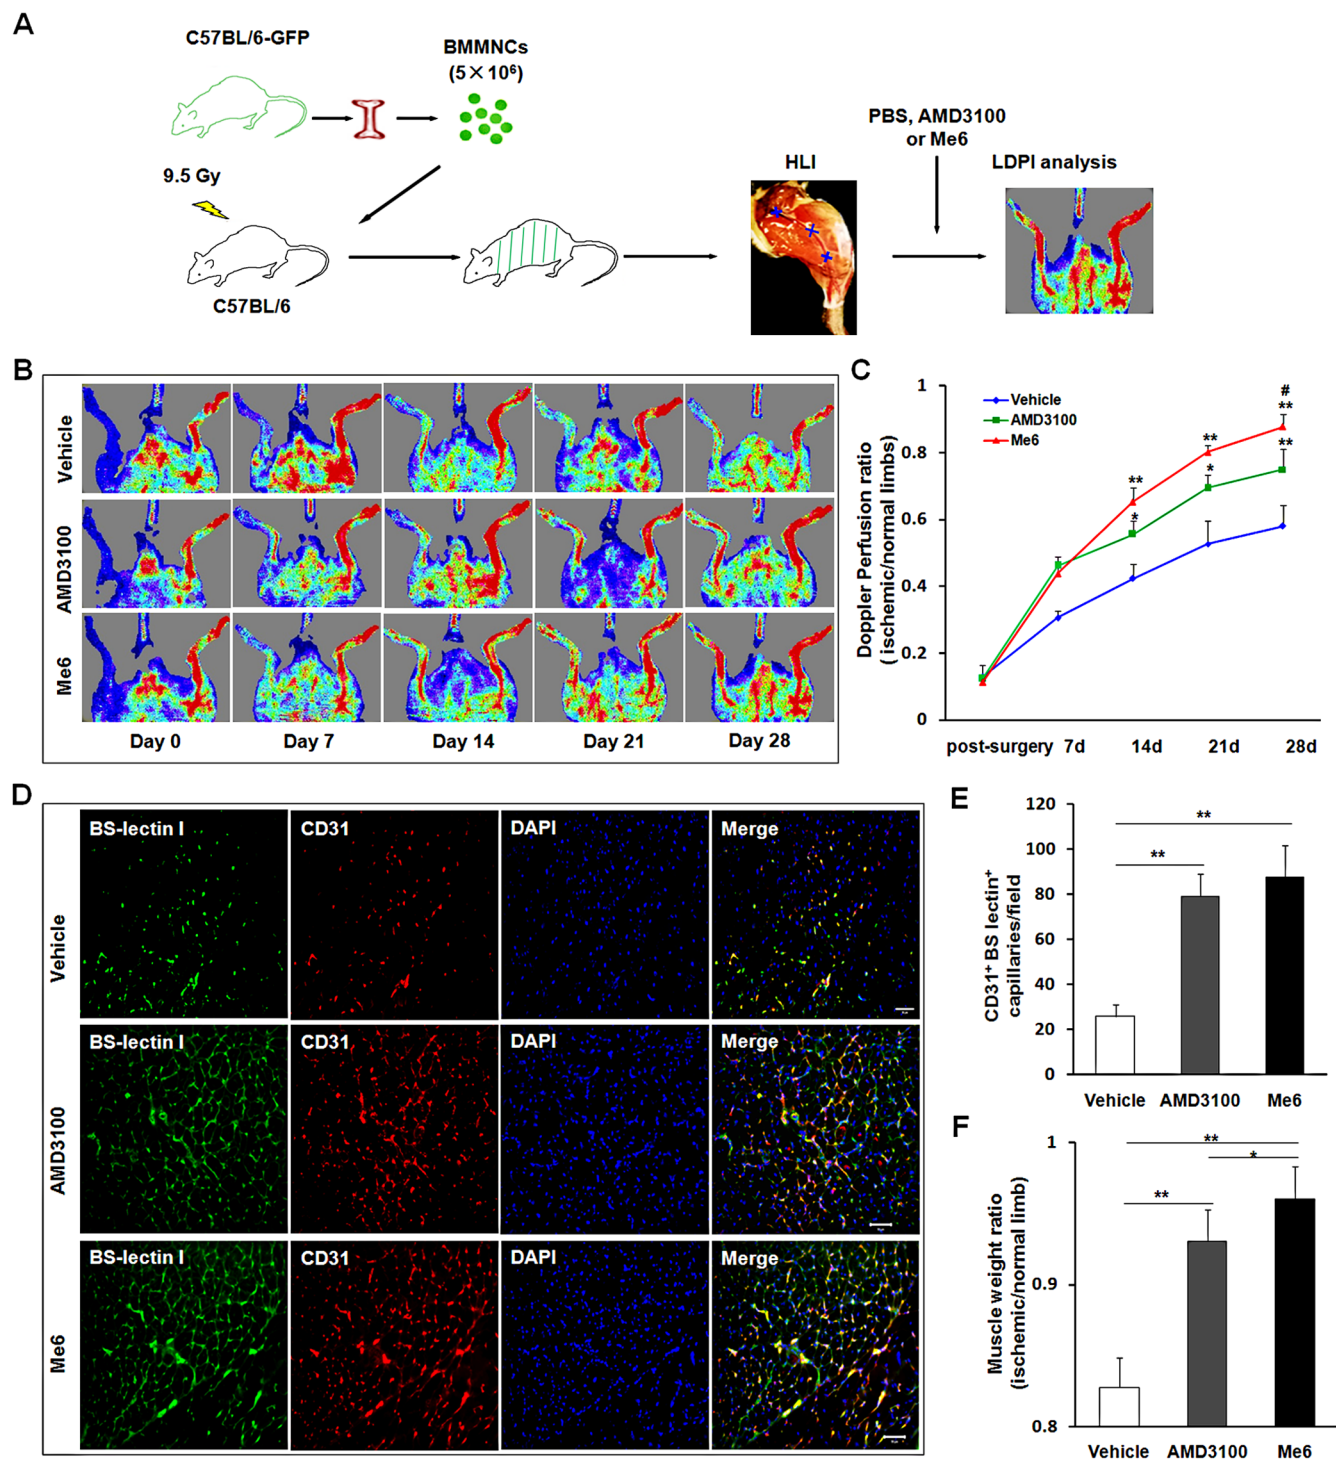 A
C57BL/6-GFP
BMMNCs
(5×10⁶)
9.5 Gy
C57BL/6
HLI
PBS, AMD3100
or Me6
LDPI analysis
B
Vehicle
AMD3100
Me6
Day 0
Day 7
Day 14
Day 21
Day 28
C
Doppler Perfusion ratio
( ischemic/normal limbs)
1
0.8
0.6
0.4
0.2
0
Vehicle
AMD3100
Me6
**
*
**
*
#
**
**
post-surgery
7d
14d
21d
28d
D
Vehicle
BS-lectin I
CD31
DAPI
Merge
AMD3100
BS-lectin I
CD31
DAPI
Merge
Me6
BS-lectin I
CD31
DAPI
Merge
E
CD31⁺ BS lectin⁺
capillaries/field
120
100
80
60
40
20
0
**
**
Vehicle
AMD3100
Me6
F
Muscle weight ratio
(ischemic/normal limb)
1
0.9
0.8
**
*
**
Vehicle
AMD3100
Me6